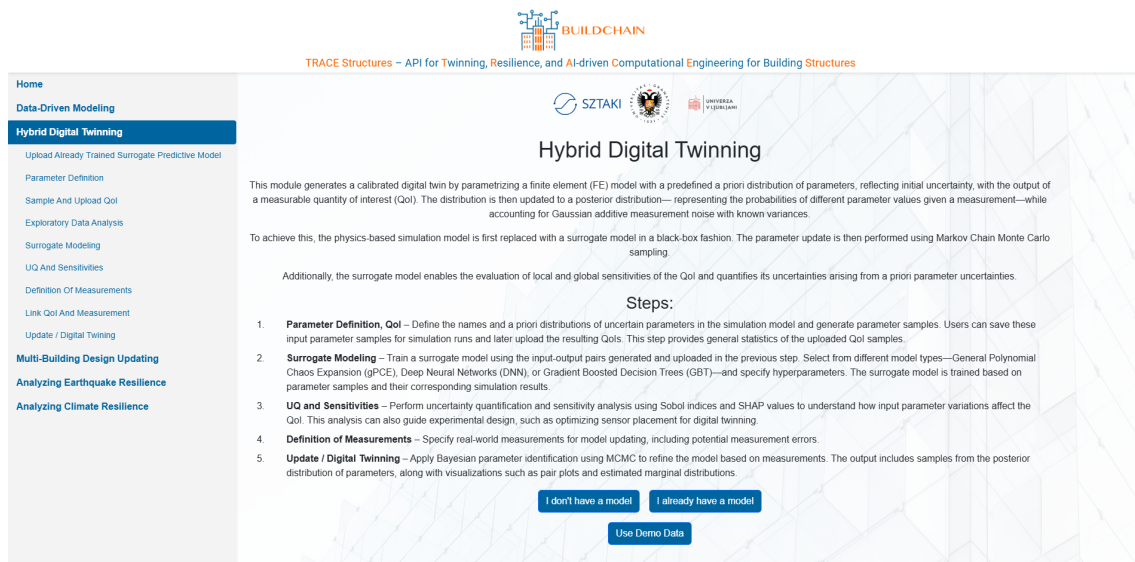 BUILDCHAIN
TRACE Structures – API for Twinning, Resilience, and AI-driven Computational Engineering for Building Structures
Home
Data-Driven Modeling
Hybrid Digital Twinning
Upload Already Trained Surrogate Predictive Model
Parameter Definition
Sample And Upload QoI
Exploratory Data Analysis
Surrogate Modeling
UQ And Sensitivities
Definition Of Measurements
Link QoI And Measurement
Update / Digital Twining
Multi-Building Design Updating
Analyzing Earthquake Resilience
Analyzing Climate Resilience
SZTAKI
UNIVERZA
V LJUBLJANI
Hybrid Digital Twinning
This module generates a calibrated digital twin by parametrizing a finite element (FE) model with a predefined a priori distribution of parameters, reflecting initial uncertainty, with the output of
a measurable quantity of interest (QoI). The distribution is then updated to a posterior distribution— representing the probabilities of different parameter values given a measurement—while
accounting for Gaussian additive measurement noise with known variances.
To achieve this, the physics-based simulation model is first replaced with a surrogate model in a black-box fashion. The parameter update is then performed using Markov Chain Monte Carlo
sampling.
Additionally, the surrogate model enables the evaluation of local and global sensitivities of the QoI and quantifies its uncertainties arising from a priori parameter uncertainties.
Steps:
1. Parameter Definition, QoI – Define the names and a priori distributions of uncertain parameters in the simulation model and generate parameter samples. Users can save these
input parameter samples for simulation runs and later upload the resulting QoIs. This step provides general statistics of the uploaded QoI samples.
2. Surrogate Modeling – Train a surrogate model using the input-output pairs generated and uploaded in the previous step. Select from different model types—General Polynomial
Chaos Expansion (gPCE), Deep Neural Networks (DNN), or Gradient Boosted Decision Trees (GBT)—and specify hyperparameters. The surrogate model is trained based on
parameter samples and their corresponding simulation results.
3. UQ and Sensitivities – Perform uncertainty quantification and sensitivity analysis using Sobol indices and SHAP values to understand how input parameter variations affect the
QoI. This analysis can also guide experimental design, such as optimizing sensor placement for digital twinning.
4. Definition of Measurements – Specify real-world measurements for model updating, including potential measurement errors.
5. Update / Digital Twinning – Apply Bayesian parameter identification using MCMC to refine the model based on measurements. The output includes samples from the posterior
distribution of parameters, along with visualizations such as pair plots and estimated marginal distributions.
I don't have a model
I already have a model
Use Demo Data